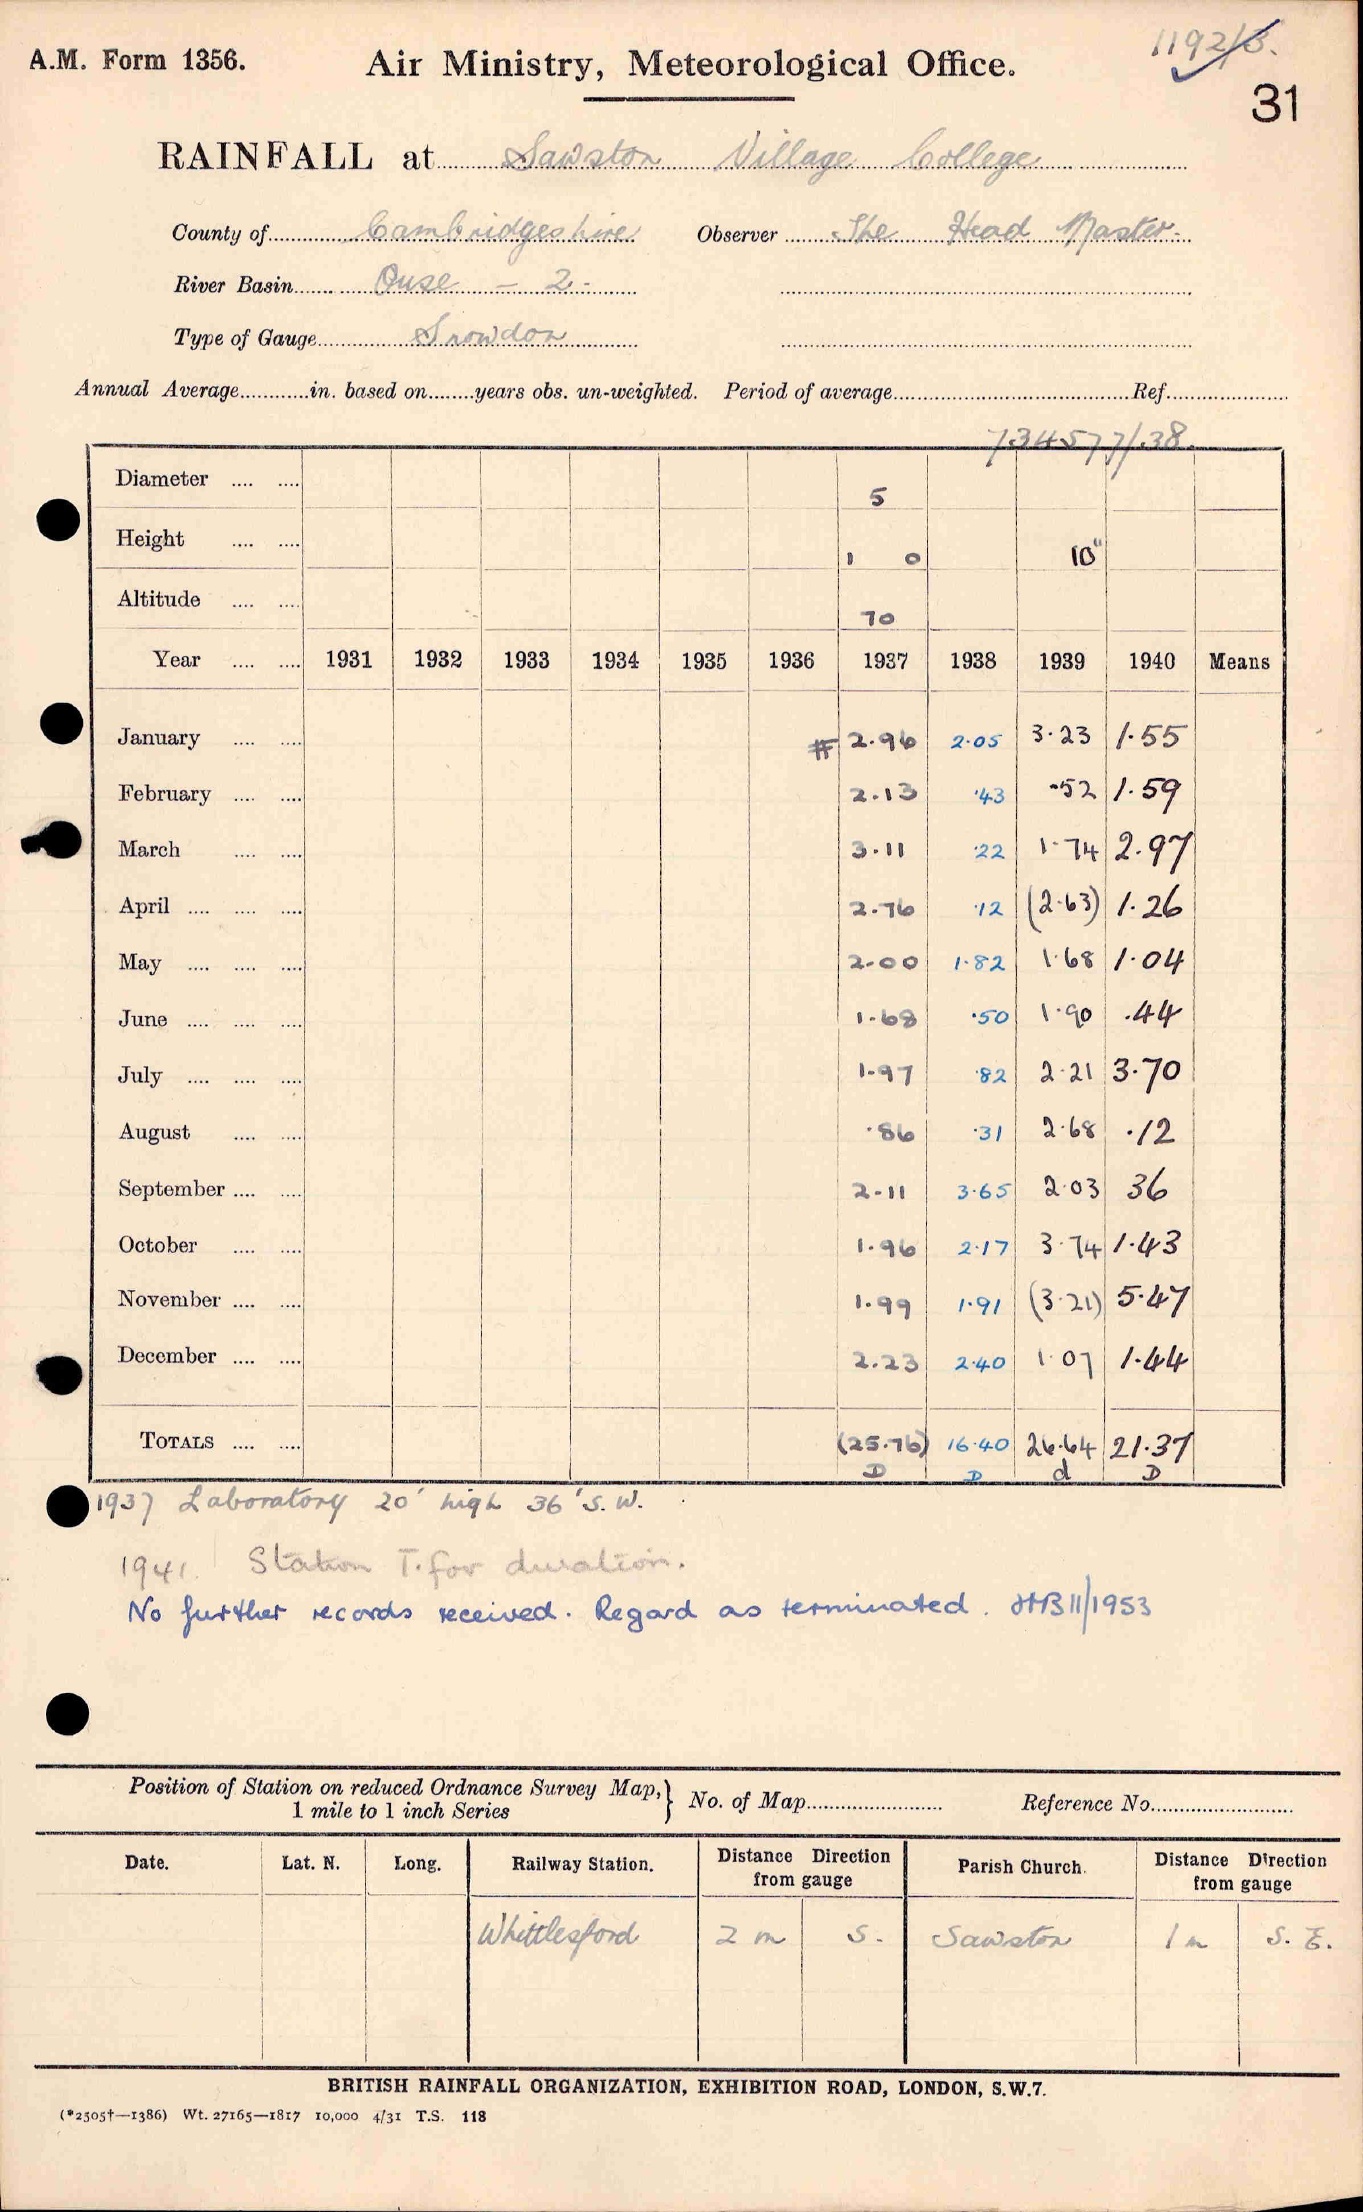 1192/3.
A.M. Form 1356.
Air Ministry, Meteorological Office.
31
RAINFALL at Sawston Village College
County of Cambridgeshire Observer The Head Master.
River Basin Ouse - 2 -
Type of Gauge Snowdon
Annual Average............in. based on........years obs. un-weighted. Period of average............Ref............
734577/38.
Diameter .... .... 5
Height .... .... 1 0 10"
Altitude .... .... 70
Year .... .... 1931 1932 1933 1934 1935 1936 1937 1938 1939 1940 Means
January .... .... # 2.96 2.05 3.23 1.55
February .... .... 2.13 .43 .52 1.59
March .... .... 3.11 .22 1.74 2.97
April .... .... .... 2.76 .12 (2.63) 1.26
May .... .... .... 2.00 1.82 1.68 1.04
June .... .... .... 1.68 .50 1.90 .44
July .... .... .... 1.97 .82 2.21 3.70
August .... .... .86 .31 2.68 .12
September .... .... 2.11 3.65 2.03 36
October .... .... 1.96 2.17 3.74 1.43
November .... .... 1.99 1.91 (3.21) 5.47
December .... .... 2.23 2.40 1.07 1.44
TOTALS .... .... (25.76) 16.40 26.64 21.37
D D d D
1937 Laboratory 20' high 36' S.W.
1941. Station T. for duration.
No further records received. Regard as terminated. HB 11/1953
Position of Station on reduced Ordnance Survey Map, } No. of Map............ Reference No............
1 mile to 1 inch Series
Date. Lat. N. Long. Railway Station. Distance Direction from gauge Parish Church. Distance Direction from gauge
Whittlesford 2 m S. Sawston 1 m S. E.
BRITISH RAINFALL ORGANIZATION, EXHIBITION ROAD, LONDON, S.W.7.
(*2505†—1386) Wt. 27165—1817 10,000 4/31 T.S. 118